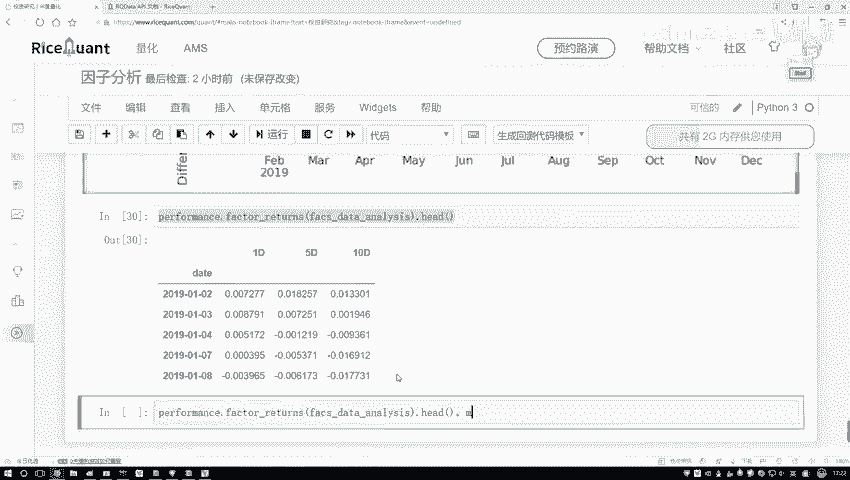 RQData API 文档 - RiceQuant
RiceQuant 量化 AMS 预约路演 帮助文档 社区
因子分析 最后检查: 2 小时前 (未保存改变)
文件 编辑 查看 插入 单元格 服务 Widgets 帮助 可信的 Python 3
运行 代码 生成回测代码模板 共有 2G 内存供您使用
Differ
Feb Mar Apr May Jun Jul Aug Sep Oct Nov Dec
2019
In [30]: performance.factor_returns(facs_data_analysis).head()
Out[30]:
1D 5D 10D
date
2019-01-02 0.007277 0.018257 0.013301
2019-01-03 0.008791 0.007251 0.001946
2019-01-04 0.005172 -0.001219 -0.009361
2019-01-07 0.000395 -0.005371 -0.016912
2019-01-08 -0.003965 -0.006173 -0.017731
In [ ]: performance.factor_returns(facs_data_analysis).head(). m
17:22